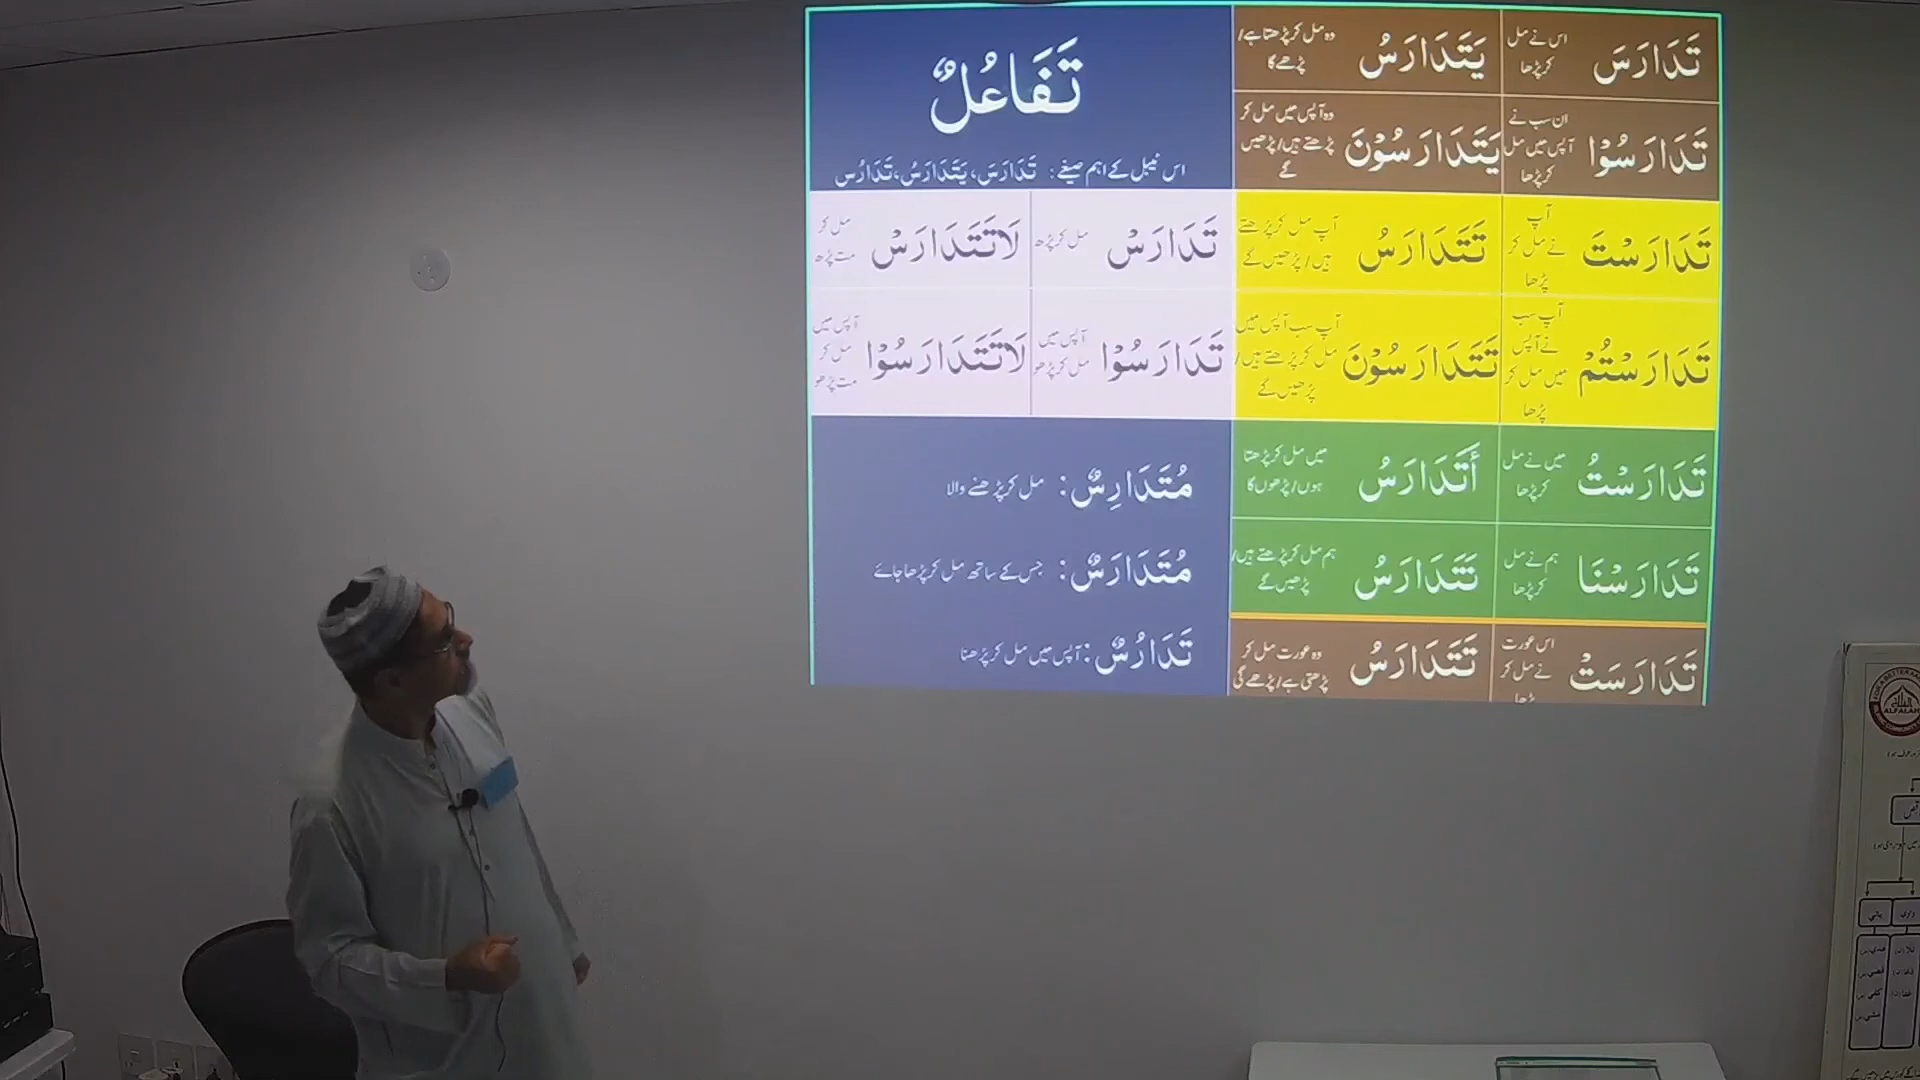 تَدَارَسَ
اس نے مل
کر پڑھا
يَتَدَارَسُ
وہ مل کر پڑھتا ہے/
پڑھے گا
تَفَاعُلٌ
اس ٹیبل کے اہم صیغے: تَدَارَسَ، يَتَدَارَسُ، تَدَارُس
تَدَارَسُوْا
ان سب نے
آپس میں مل
کر پڑھا
يَتَدَارَسُوْنَ
وہ آپس میں مل کر
پڑھتے ہیں/پڑھیں
گے
تَدَارَسْتَ
آپ
نے مل کر
پڑھا
تَتَدَارَسُ
آپ مل کر پڑھتے
ہیں/پڑھیں گے
تَدَارَسْ
مل کر پڑھ
لَا تَتَدَارَسْ
مل کر
مت پڑھ
تَدَارَسْتُمْ
آپ سب
نے آپس
میں مل کر
پڑھا
تَتَدَارَسُوْنَ
آپ سب آپس میں
مل کر پڑھتے ہیں/
پڑھیں گے
تَدَارَسُوْا
آپس میں
مل کر پڑھو
لَا تَتَدَارَسُوْا
آپس میں
مل کر
مت پڑھو
تَدَارَسْتُ
میں نے مل
کر پڑھا
أَتَدَارَسُ
میں مل کر پڑھتا
ہوں/پڑھوں گا
مُتَدَارِسٌ: مل کر پڑھنے والا
تَدَارَسْنَا
ہم نے مل
کر پڑھا
نَتَدَارَسُ
ہم مل کر پڑھتے ہیں/
پڑھیں گے
مُتَدَارَسٌ: جس کے ساتھ مل کر پڑھا جائے
تَدَارَسَتْ
اس عورت
نے مل کر
پڑھا
تَتَدَارَسُ
وہ عورت مل کر
پڑھتی ہے/پڑھے گی
تَدَارُسٌ: آپس میں مل کر پڑھنا
ALFALAH